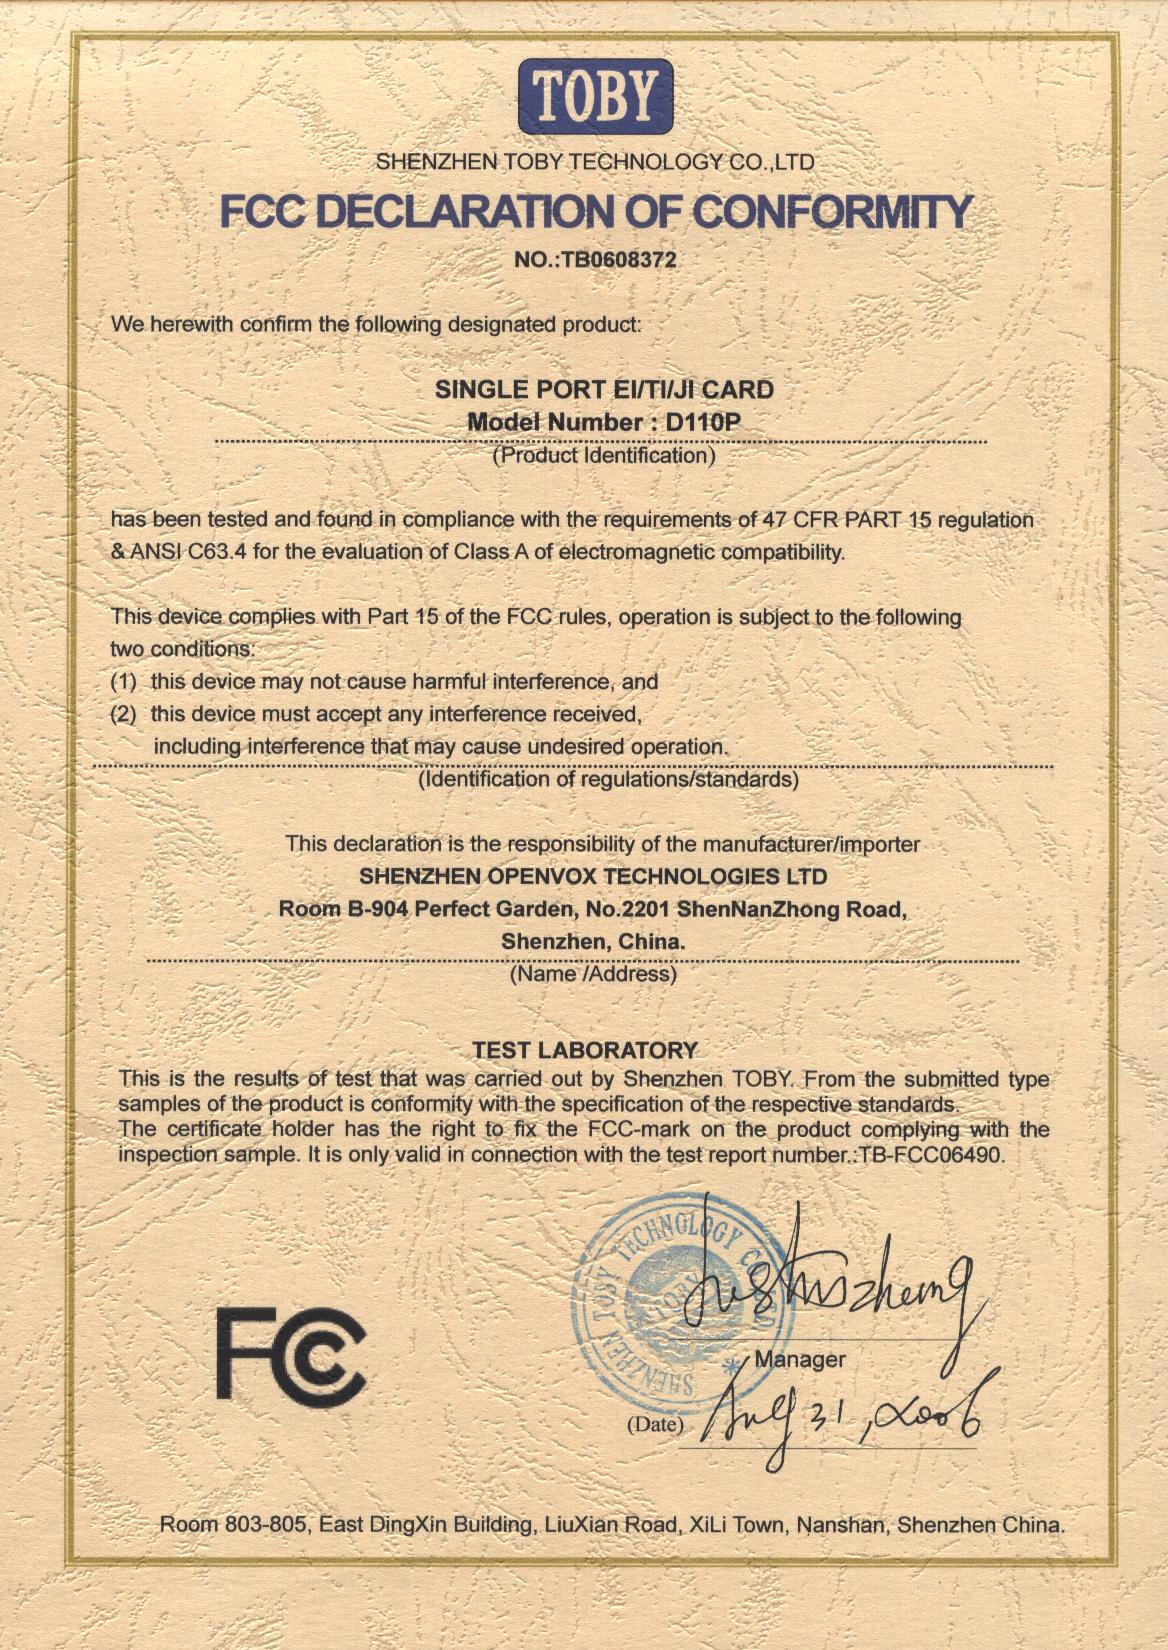 TOBY
SHENZHEN TOBY TECHNOLOGY CO.,LTD
FCC DECLARATION OF CONFORMITY
NO.:TB0608372
We herewith confirm the following designated product:
SINGLE PORT EI/TI/JI CARD
Model Number : D110P
(Product Identification)
has been tested and found in compliance with the requirements of 47 CFR PART 15 regulation
& ANSI C63.4 for the evaluation of Class A of electromagnetic compatibility.
This device complies with Part 15 of the FCC rules, operation is subject to the following
two conditions:
(1) this device may not cause harmful interference, and
(2) this device must accept any interference received,
including interference that may cause undesired operation.
(Identification of regulations/standards)
This declaration is the responsibility of the manufacturer/importer
SHENZHEN OPENVOX TECHNOLOGIES LTD
Room B-904 Perfect Garden, No.2201 ShenNanZhong Road,
Shenzhen, China.
(Name /Address)
TEST LABORATORY
This is the results of test that was carried out by Shenzhen TOBY. From the submitted type
samples of the product is conformity with the specification of the respective standards.
The certificate holder has the right to fix the FCC-mark on the product complying with the
inspection sample. It is only valid in connection with the test report number.:TB-FCC06490.
SHENZHEN TOBY TECHNOLOGY CO.,LTD
TOBY
FCC
Manager
(Date) Aug 31, 2006
Room 803-805, East DingXin Building, LiuXian Road, XiLi Town, Nanshan, Shenzhen China.